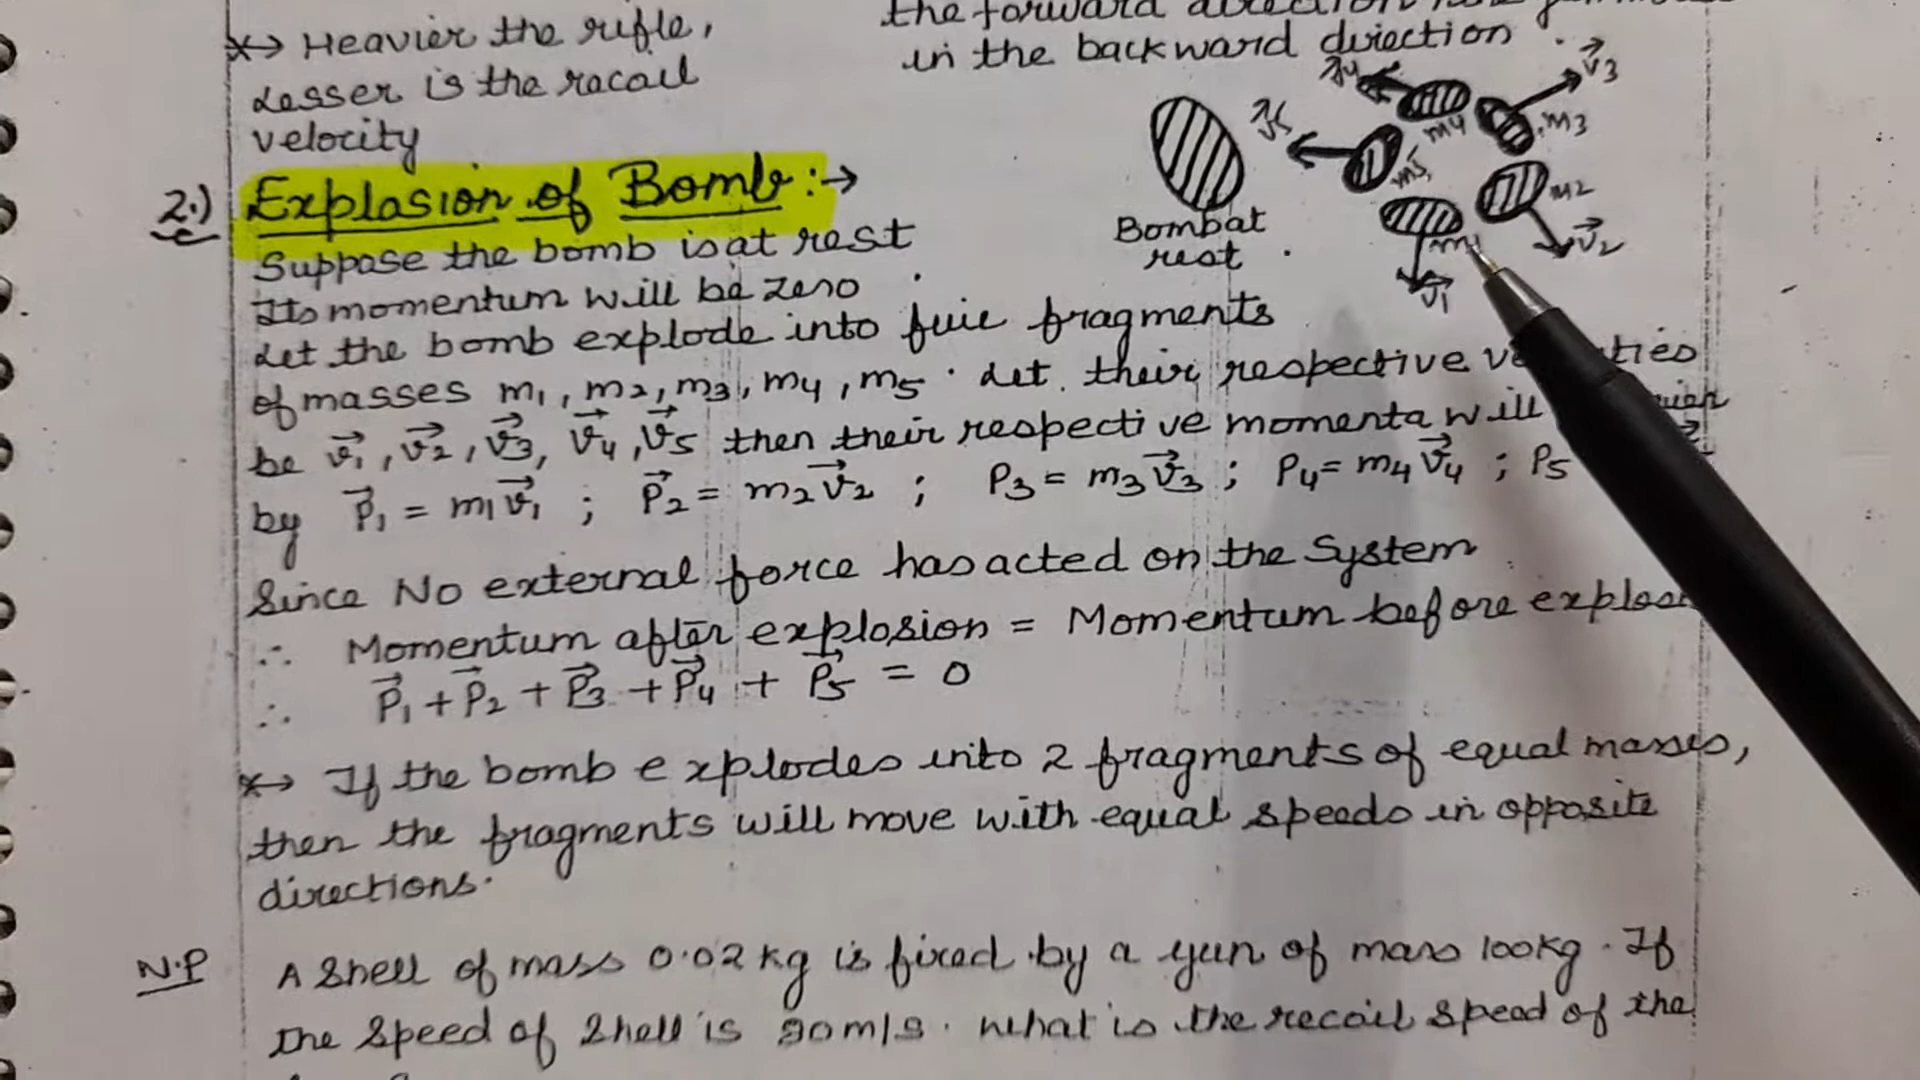 *→ Heavier the rifle,
Lesser is the recoil
velocity
the forward direction
in the backward direction
2.) Explosion of Bomb:→
Bomb at
rest
v⃗3
m4
m3
m5
m2
v⃗2
m1
v⃗1
Suppose the bomb is at rest
Its momentum will be zero
Let the bomb explode into five fragments
of masses m1, m2, m3, m4, m5. Let their respective
be v⃗1, v⃗2, v⃗3, v⃗4, v⃗5 then their respective momenta will
by P⃗1 = m1v⃗1 ; P⃗2 = m2v⃗2 ; P3 = m3v⃗3 ; P4 = m4v⃗4 ; P5
Since No external force has acted on the System
∴ Momentum after explosion = Momentum before
∴ P⃗1 + P⃗2 + P⃗3 + P⃗4 + P⃗5 = 0
*→ If the bomb explodes into 2 fragments of equal masses,
then the fragments will move with equal speeds in opposite
directions.
N.P A Shell of mass 0.02 kg is fired by a gun of mass 100kg. If
the Speed of Shell is 80m/s. What is the recoil speed of the